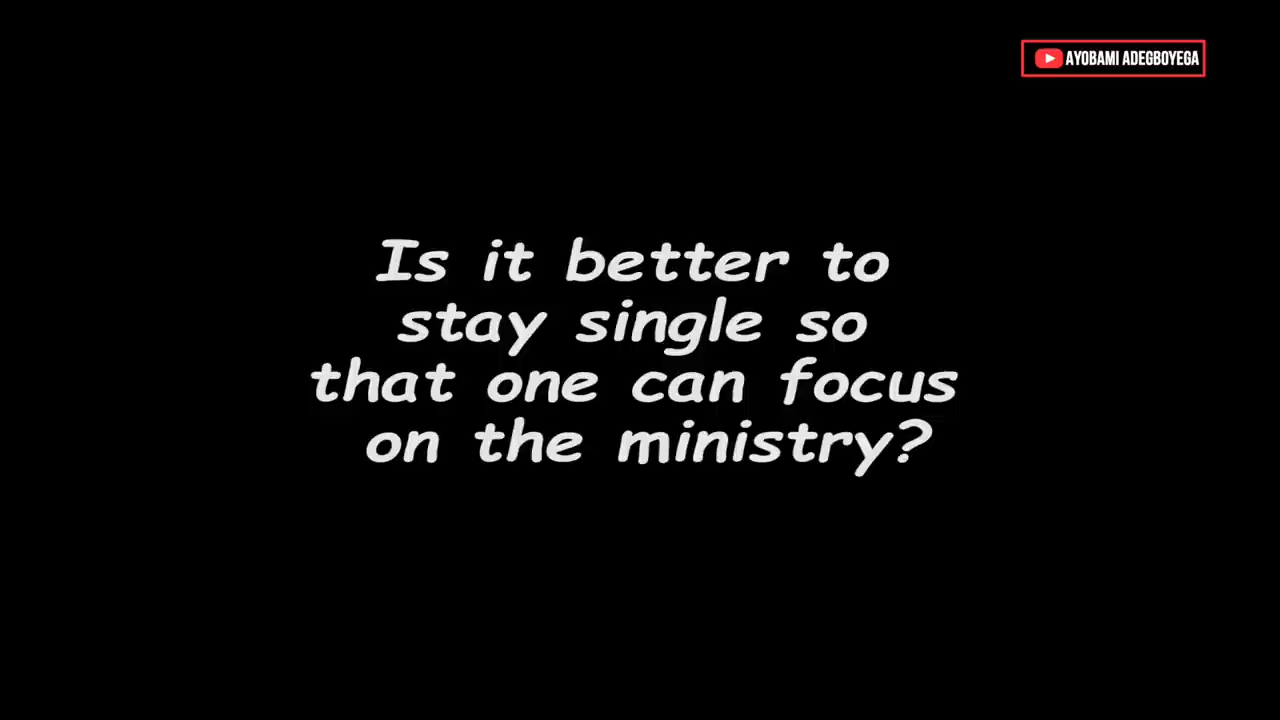 AYOBAMI ADEGBOYEGA
Is it better to
stay single so
that one can focus
on the ministry?